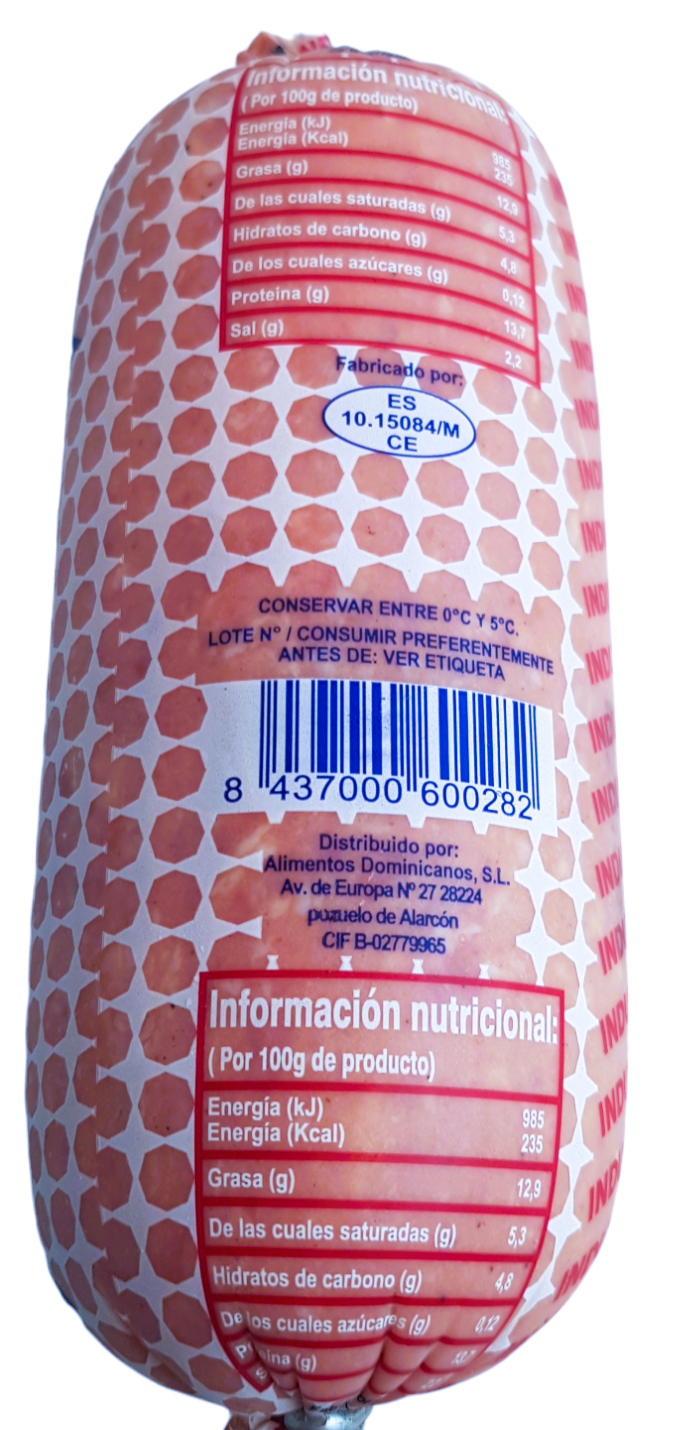 Información nutricional:
( Por 100g de producto)
Energía (kJ) 985
Energía (Kcal) 235
Grasa (g) 12,9
De las cuales saturadas (g) 5,3
Hidratos de carbono (g) 4,8
De los cuales azúcares (g) 0,12
Proteina (g) 13,7
Sal (g) 2,2
Fabricado por:
ES
10.15084/M
CE
CONSERVAR ENTRE 0ºC Y 5ºC.
LOTE Nº / CONSUMIR PREFERENTEMENTE
ANTES DE: VER ETIQUETA
8 437000 600282
Distribuido por:
Alimentos Dominicanos, S.L.
Av. de Europa Nº 27 28224
pozuelo de Alarcón
CIF B-02779965
Información nutricional:
( Por 100g de producto)
Energía (kJ) 985
Energía (Kcal) 235
Grasa (g) 12,9
De las cuales saturadas (g) 5,3
Hidratos de carbono (g) 4,8
De los cuales azúcares (g) 0,12
(g)